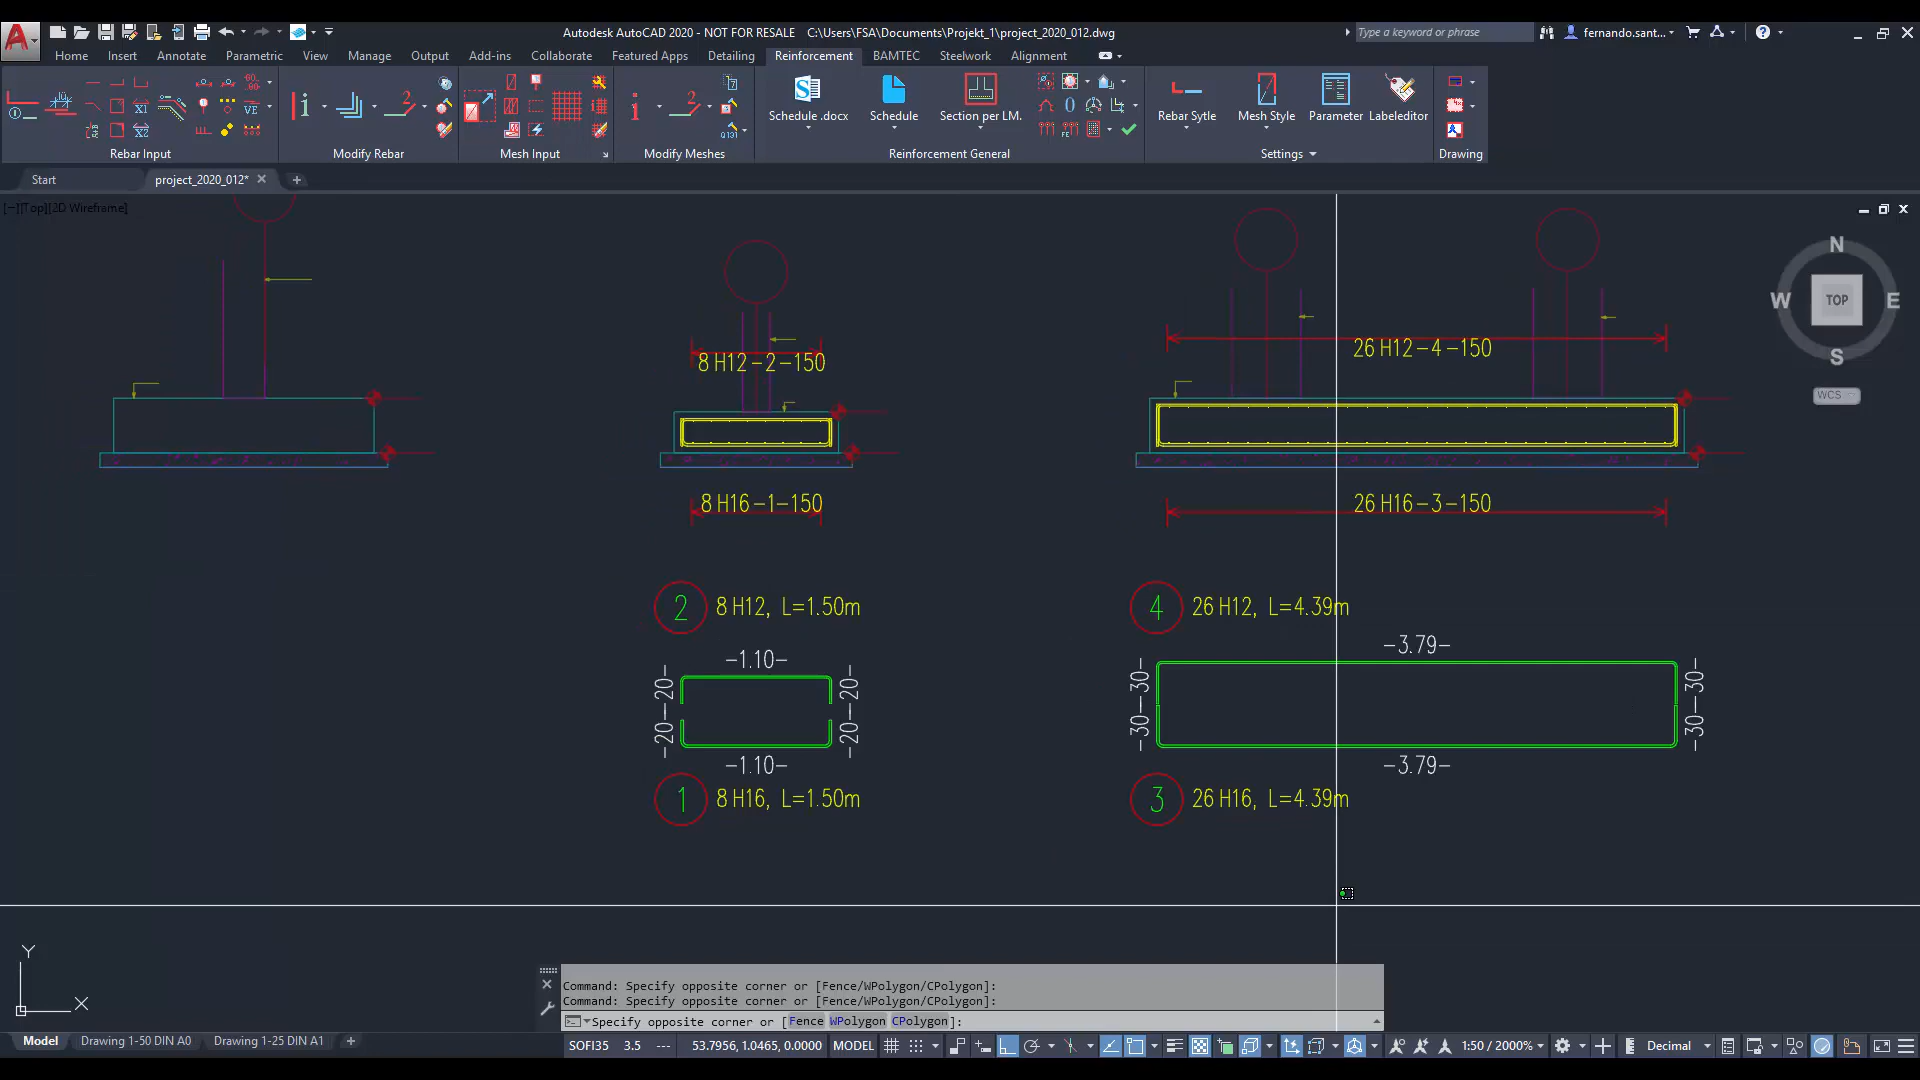 Autodesk AutoCAD 2020 - NOT FOR RESALE C:\Users\FSA\Documents\Projekt_1\project_2020_012.dwg
Type a keyword or phrase
fernando.sant...
Home Insert Annotate Parametric View Manage Output Add-ins Collaborate Featured Apps Detailing Reinforcement BAMTEC Steelwork Alignment
Schedule .docx Schedule Section per LM. Rebar Sytle Mesh Style Parameter Labeleditor
Rebar Input Modify Rebar Mesh Input Modify Meshes Reinforcement General Settings Drawing
Start project_2020_012*
[−][Top][2D Wireframe]
N
W TOP E
S
WCS
8 H12-2-150
26 H12-4-150
8 H16-1-150
26 H16-3-150
2 8 H12, L=1.50m
4 26 H12, L=4.39m
-1.10-
-3.79-
-20- -20-
-30- -30-
-20- -20-
-30- -30-
-1.10-
-3.79-
1 8 H16, L=1.50m
3 26 H16, L=4.39m
Y
X
Command: Specify opposite corner or [Fence/WPolygon/CPolygon]:
Command: Specify opposite corner or [Fence/WPolygon/CPolygon]:
Specify opposite corner or [Fence WPolygon CPolygon]:
Model Drawing 1-50 DIN A0 Drawing 1-25 DIN A1
SOFI35 3.5 --- 53.7956, 1.0465, 0.0000 MODEL 1:50 / 2000% Decimal